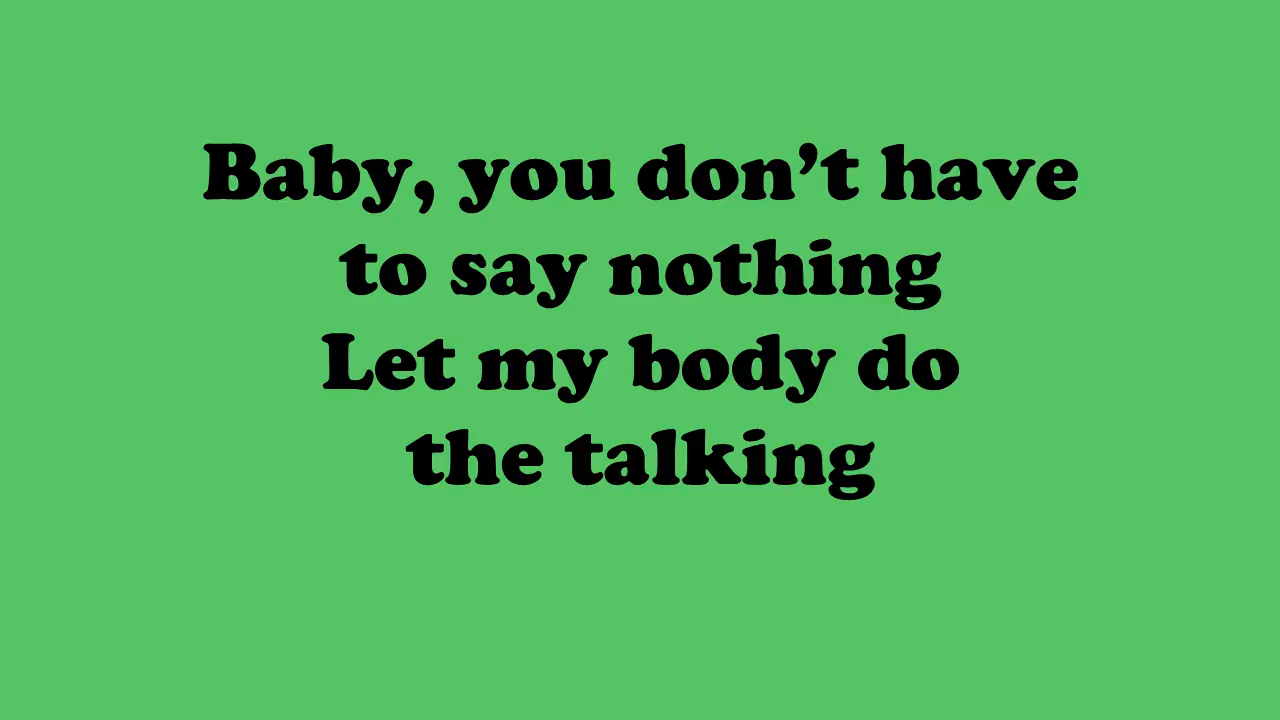 Baby, you don’t have
to say nothing
Let my body do
the talking